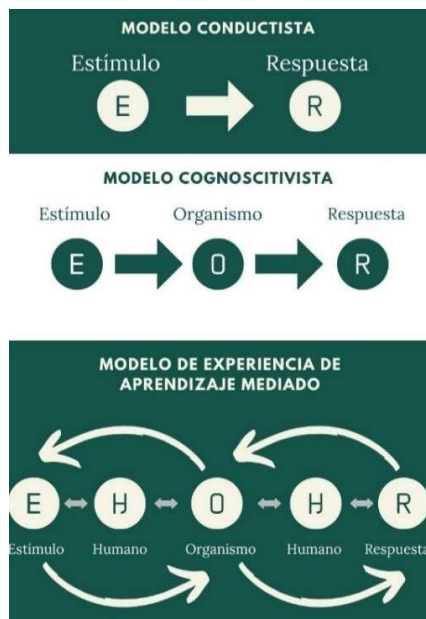 MODELO CONDUCTISTA
Estímulo Respuesta
E R
MODELO COGNOSCITIVISTA
Estímulo Organismo Respuesta
E O R
MODELO DE EXPERIENCIA DE
APRENDIZAJE MEDIADO
E H O H R
Estímulo Humano Organismo Humano Respuesta